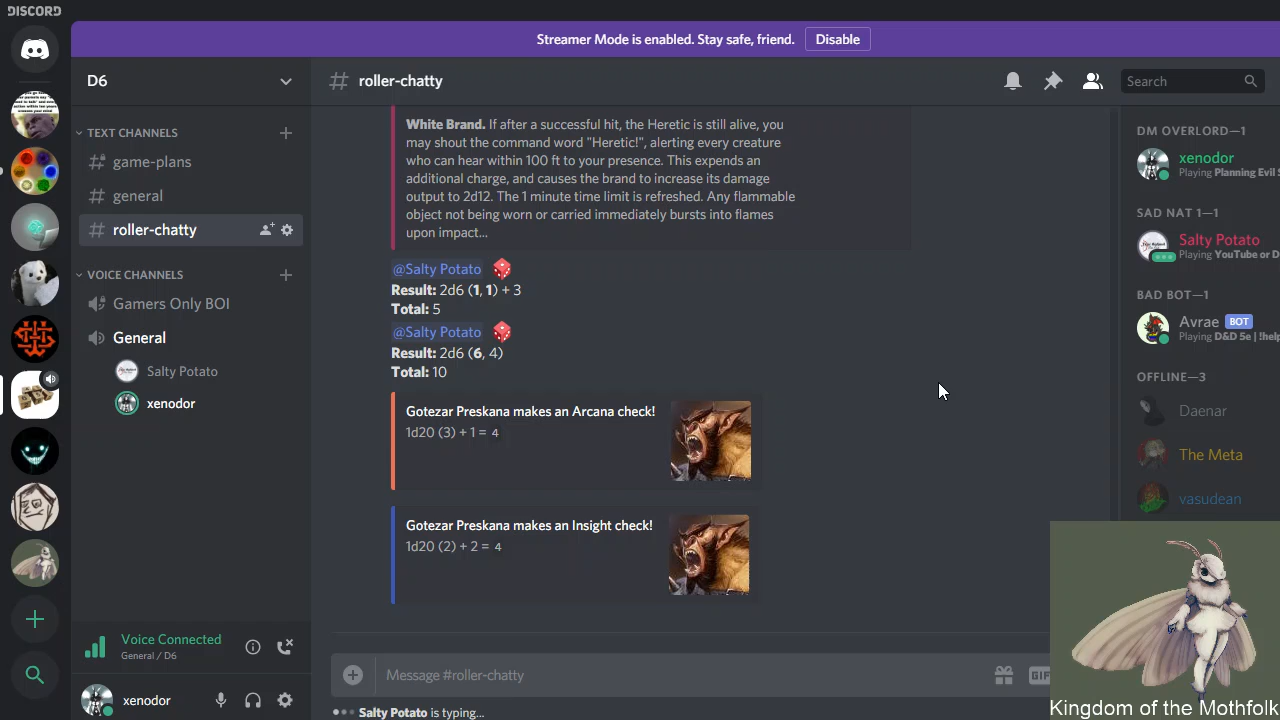 DISCORD
Streamer Mode is enabled. Stay safe, friend.
Disable
D6
TEXT CHANNELS
game-plans
general
roller-chatty
VOICE CHANNELS
Gamers Only BOI
General
Salty Potato
xenodor
Voice Connected
General / D6
xenodor
# roller-chatty
Search
White Brand. If after a successful hit, the Heretic is still alive, you
may shout the command word "Heretic!", alerting every creature
who can hear within 100 ft to your presence. This expends an
additional charge, and causes the brand to increase its damage
output to 2d12. The 1 minute time limit is refreshed. Any flammable
object not being worn or carried immediately bursts into flames
upon impact...
@Salty Potato
Result: 2d6 (1, 1) + 3
Total: 5
@Salty Potato
Result: 2d6 (6, 4)
Total: 10
Gotezar Preskana makes an Arcana check!
1d20 (3) + 1 = 4
Gotezar Preskana makes an Insight check!
1d20 (2) + 2 = 4
Message #roller-chatty
GIF
Salty Potato is typing...
DM OVERLORD—1
xenodor
Playing Planning Evil
SAD NAT 1—1
Salty Potato
Playing YouTube or D
BAD BOT—1
Avrae BOT
Playing D&D 5e | !help
OFFLINE—3
Daenar
The Meta
vasudean
Kingdom of the Mothfolk